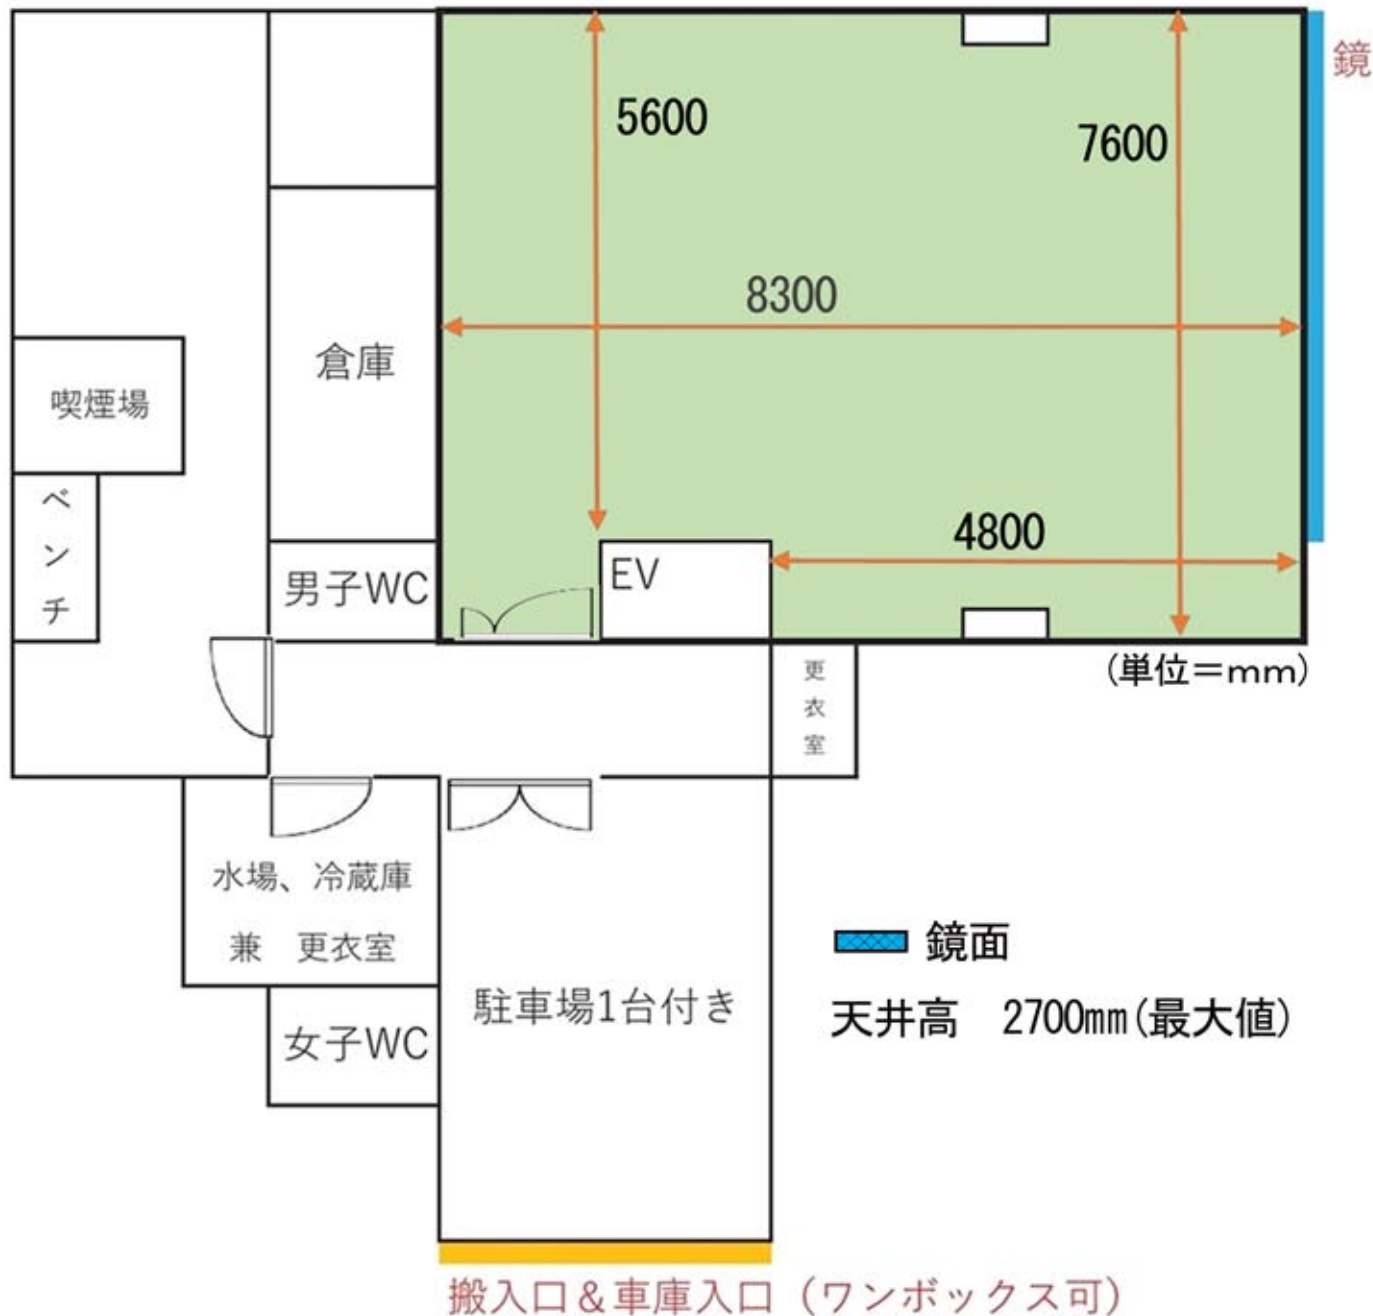 鏡
5600
7600
8300
倉庫
喫煙場
ベンチ
4800
EV
男子WC
(単位＝mm)
更衣室
水場、冷蔵庫
兼　更衣室
鏡面
駐車場1台付き
天井高　2700mm(最大値)
女子WC
搬入口＆車庫入口（ワンボックス可）